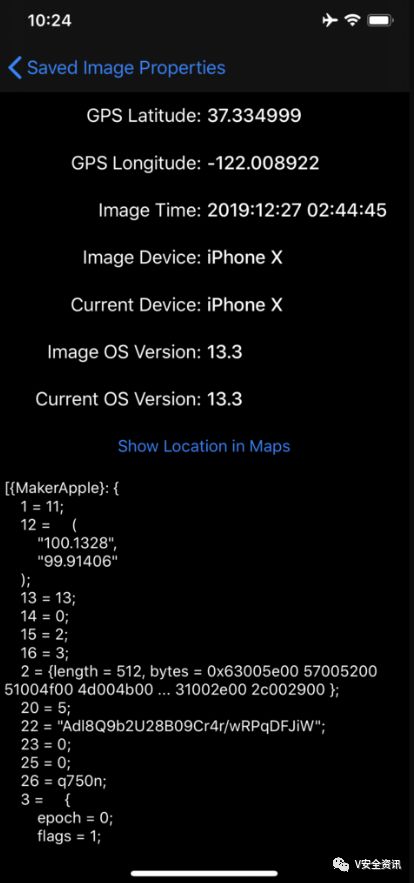 10:24
Saved Image Properties
GPS Latitude: 37.334999
GPS Longitude: -122.008922
Image Time: 2019:12:27 02:44:45
Image Device: iPhone X
Current Device: iPhone X
Image OS Version: 13.3
Current OS Version: 13.3
Show Location in Maps
[{MakerApple}: {
1 = 11;
12 = (
"100.1328",
"99.91406"
);
13 = 13;
14 = 0;
15 = 2;
16 = 3;
2 = {length = 512, bytes = 0x63005e00 57005200
51004f00 4d004b00 ... 31002e00 2c002900 };
20 = 5;
22 = "Adl8Q9b2U28B09Cr4r/wRPqDFJiW";
23 = 0;
25 = 0;
26 = q750n;
3 = {
epoch = 0;
flags = 1;
V安全资讯